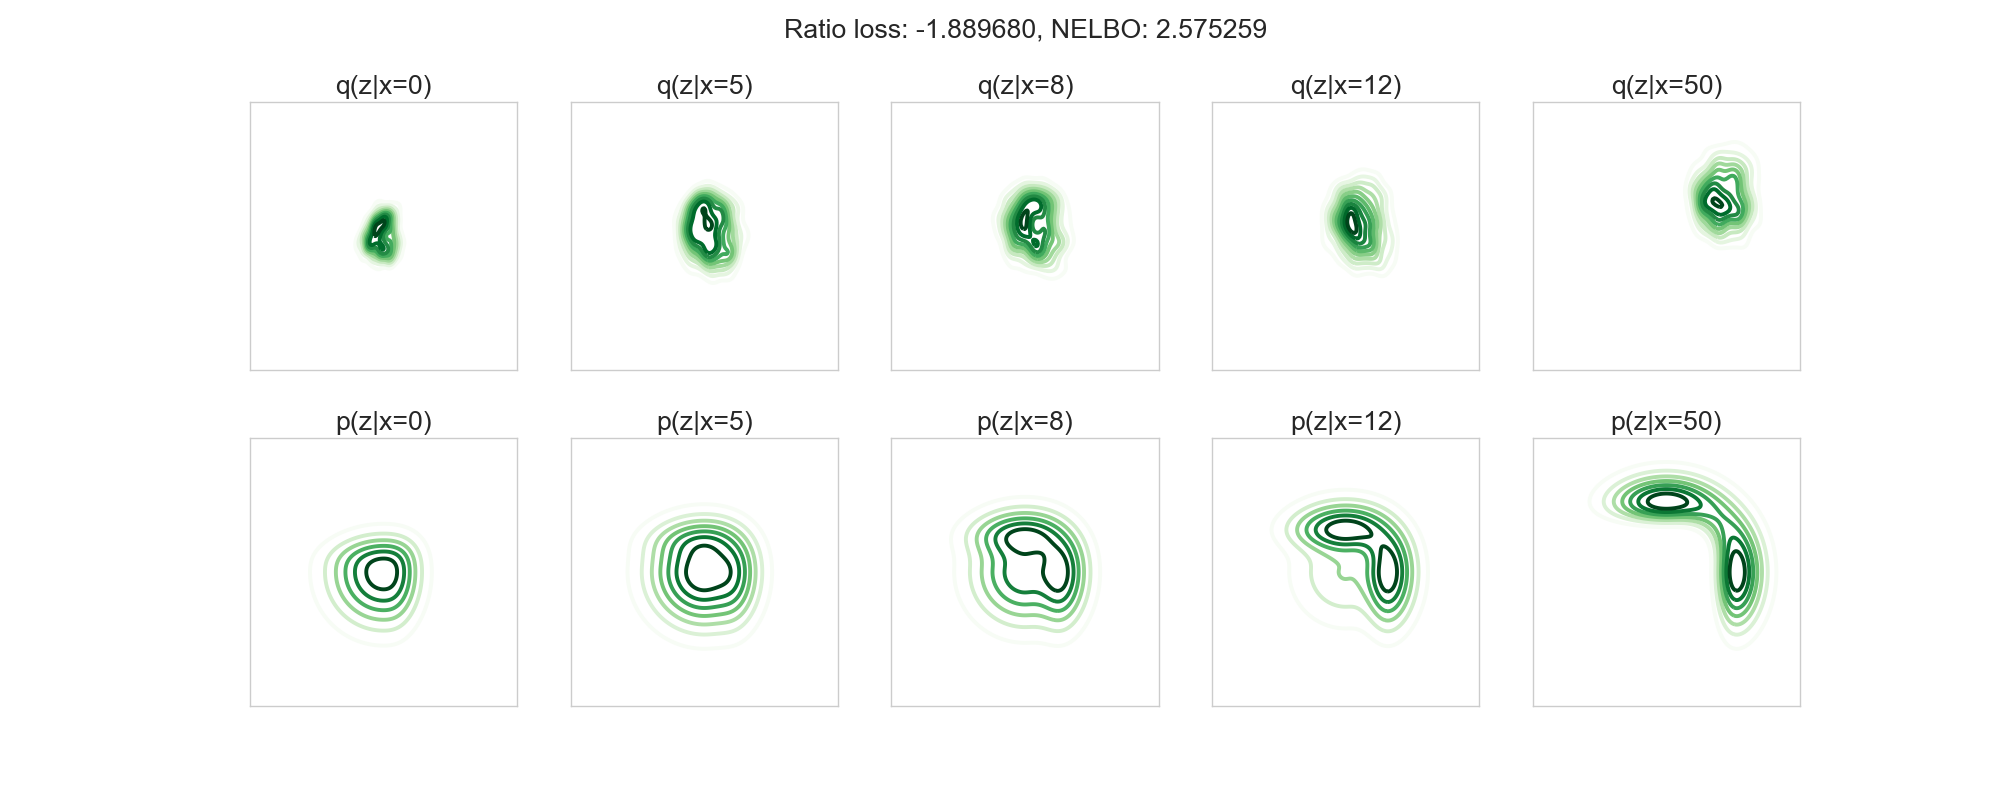 Ratio loss: -1.889680, NELBO: 2.575259
q(z|x=0) q(z|x=5) q(z|x=8) q(z|x=12) q(z|x=50)
p(z|x=0) p(z|x=5) p(z|x=8) p(z|x=12) p(z|x=50)